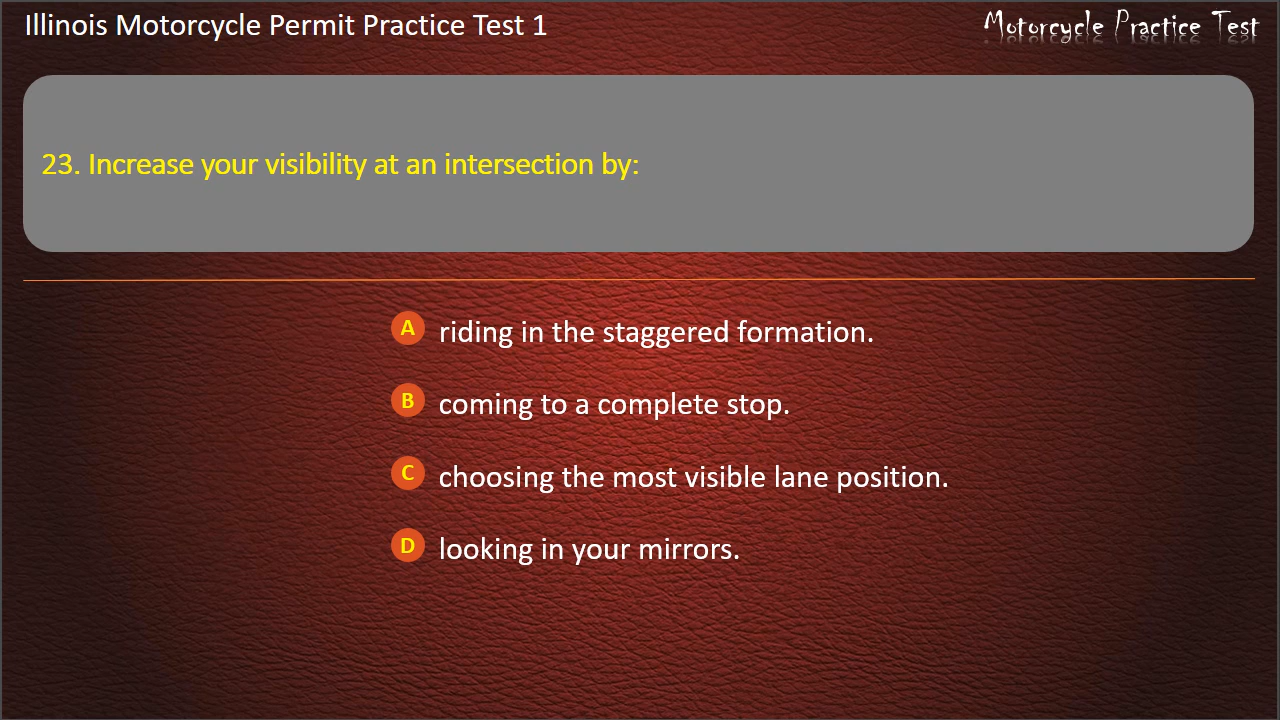 Illinois Motorcycle Permit Practice Test 1
Motorcycle Practice Test
23. Increase your visibility at an intersection by:
A riding in the staggered formation.
B coming to a complete stop.
C choosing the most visible lane position.
D looking in your mirrors.